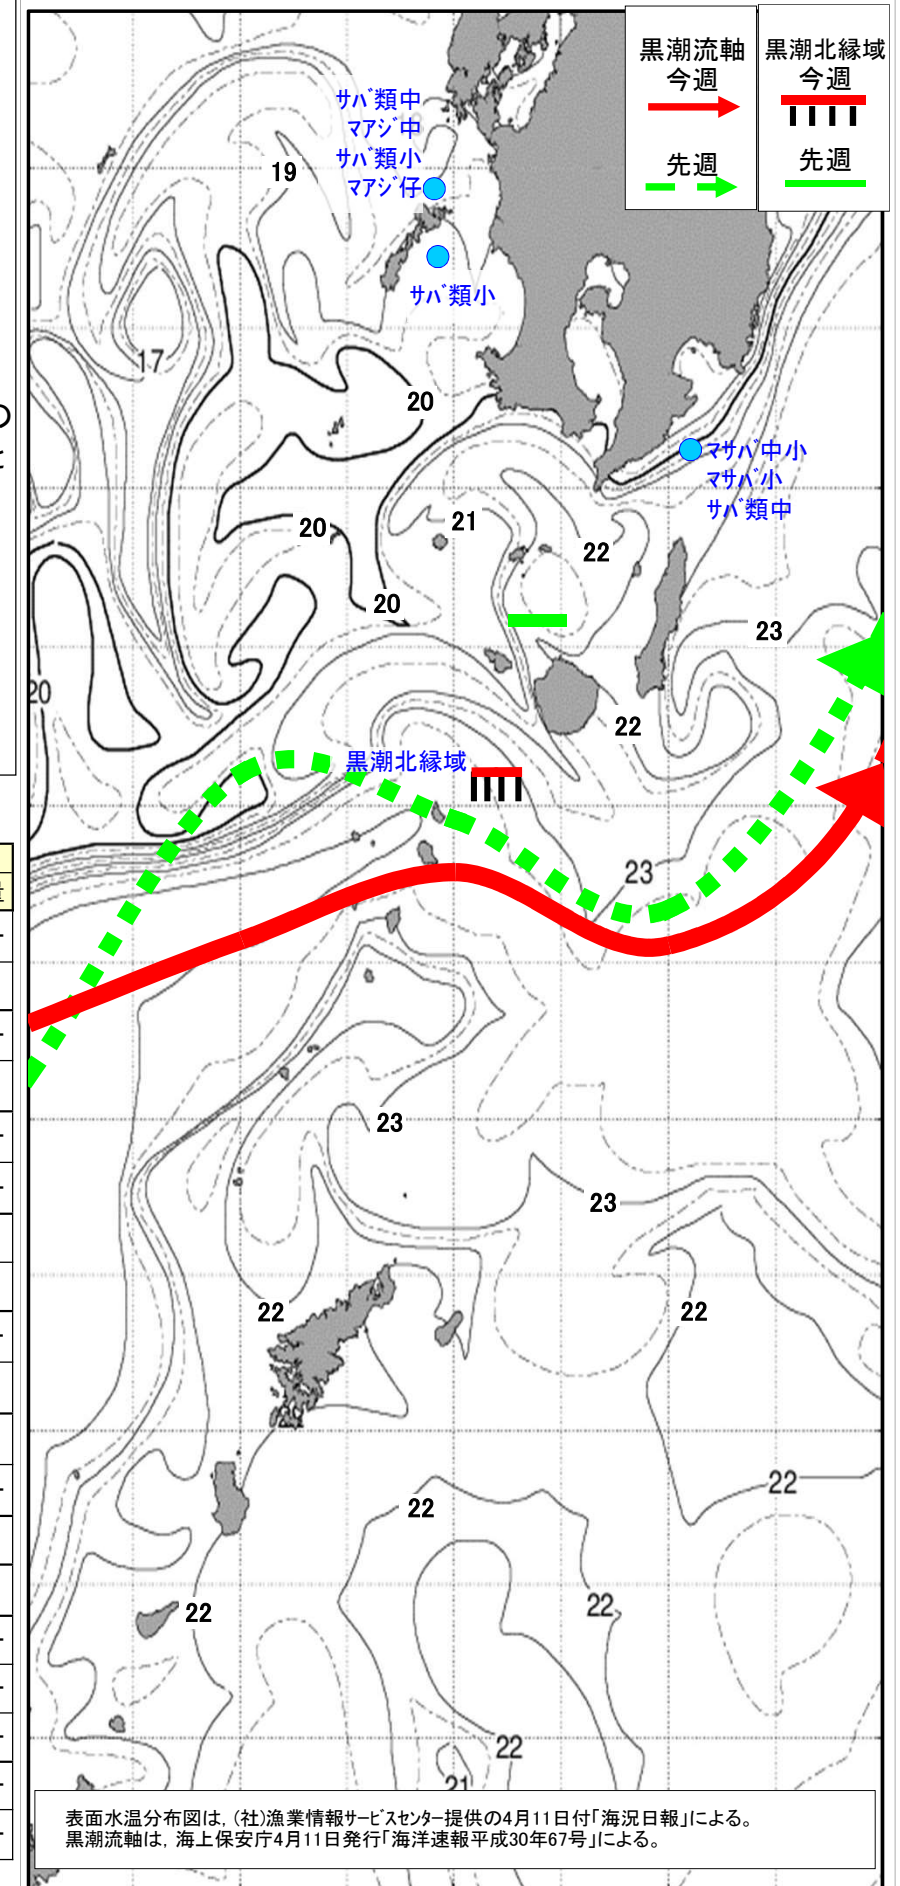 黒潮流軸
今週
先週
黒潮北縁域
今週
先週
サバ類中
マアジ中
サバ類小
マアジ仔
サバ類小
19
17
20
マサバ中小
マサバ小
サバ類中
21
20
22
20
23
20
22
黒潮北縁域
23
23
23
22
22
22
22
22
22
22
21
表面水温分布図は, (社)漁業情報サービスセンター提供の4月11日付「海況日報」による。
黒潮流軸は, 海上保安庁4月11日発行「海洋速報平成30年67号」による。